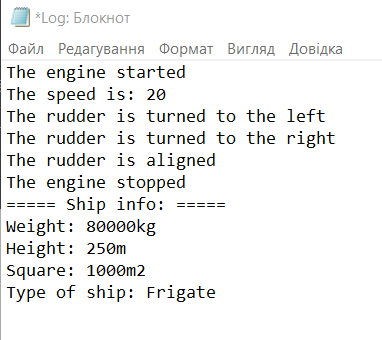 *Log: Блокнот
Файл Редагування Формат Вигляд Довідка
The engine started
The speed is: 20
The rudder is turned to the left
The rudder is turned to the right
The rudder is aligned
The engine stopped
===== Ship info: =====
Weight: 80000kg
Height: 250m
Square: 1000m2
Type of ship: Frigate